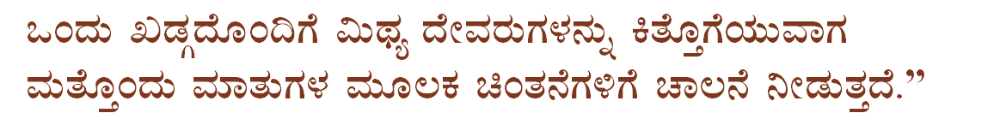 ಒಂದು ಖಡ್ಗದೊಂದಿಗೆ ಮಿಥ್ಯ ದೇವರುಗಳನ್ನು ಕಿತ್ತೊಗೆಯುವಾಗ
ಮತ್ತೊಂದು ಮಾತುಗಳ ಮೂಲಕ ಚಿಂತನೆಗಳಿಗೆ ಚಾಲನೆ ನೀಡುತ್ತದೆ.”